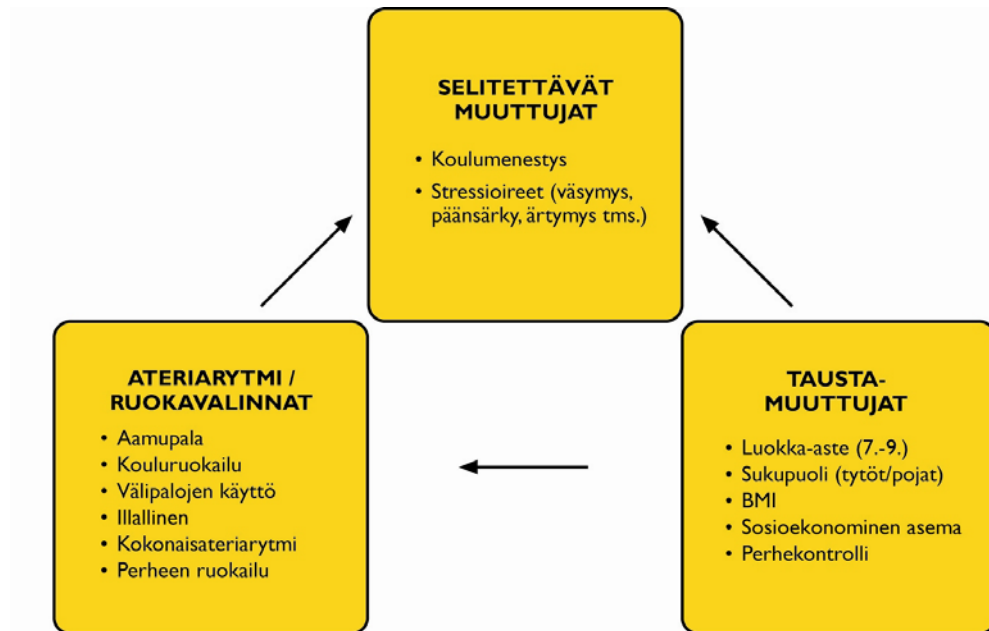 SELITETTÄVÄT
MUUTTUJAT
• Koulumenestys
• Stressioireet (väsymys,
päänsärky, ärtymys tms.)
ATERIARYTMI /
RUOKAVALINNAT
• Aamupala
• Kouluruokailu
• Välipalojen käyttö
• Illallinen
• Kokonaisateriarytmi
• Perheen ruokailu
TAUSTA-
MUUTTUJAT
• Luokka-aste (7.-9.)
• Sukupuoli (tytöt/pojat)
• BMI
• Sosioekonominen asema
• Perhekontrolli